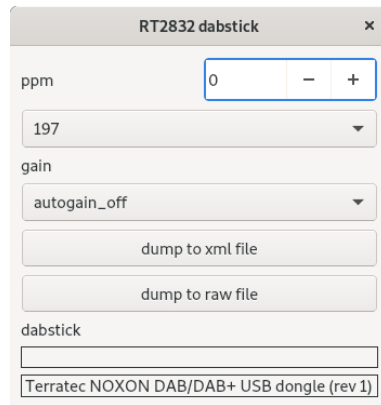 RT2832 dabstick ×
ppm 0 − +
197
gain
autogain_off
dump to xml file
dump to raw file
dabstick
Terratec NOXON DAB/DAB+ USB dongle (rev 1)